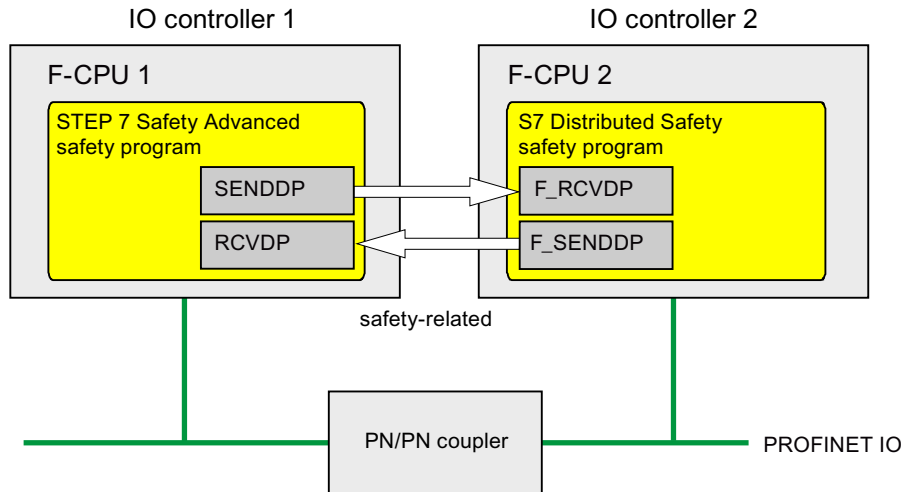 IO controller 1
IO controller 2
F-CPU 1
F-CPU 2
STEP 7 Safety Advanced
safety program
S7 Distributed Safety
safety program
SENDDP
F_RCVDP
RCVDP
F_SENDDP
safety-related
PN/PN coupler
PROFINET IO